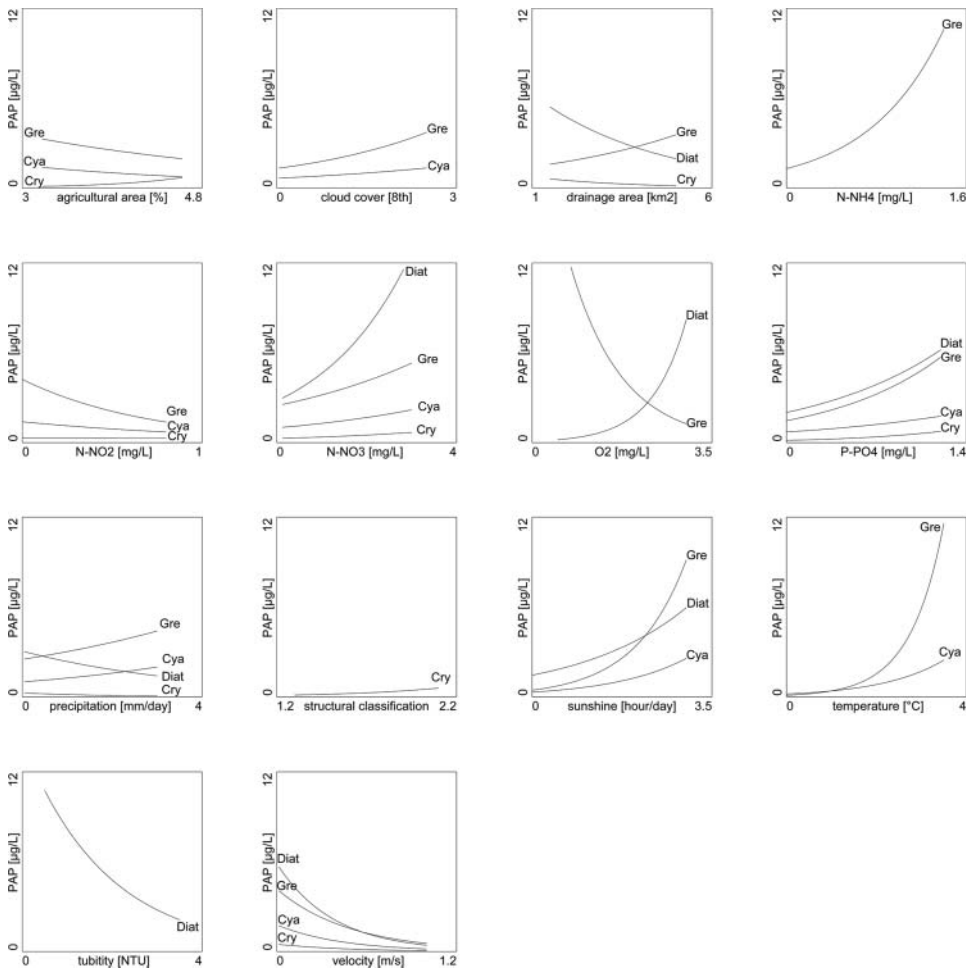 12
PAP [µg/L]
0
Gre
Cya
Cry
3 agricultural area [%] 4.8
12
PAP [µg/L]
0
Gre
Cya
0 cloud cover [8th] 3
12
PAP [µg/L]
0
Gre
Diat
Cry
1 drainage area [km2] 6
12
PAP [µg/L]
0
Gre
0 N-NH4 [mg/L] 1.6
12
PAP [µg/L]
0
Gre
Cya
Cry
0 N-NO2 [mg/L] 1
12
PAP [µg/L]
0
Diat
Gre
Cya
Cry
0 N-NO3 [mg/L] 4
12
PAP [µg/L]
0
Diat
Gre
0 O2 [mg/L] 3.5
12
PAP [µg/L]
0
Diat
Gre
Cya
Cry
0 P-PO4 [mg/L] 1.4
12
PAP [µg/L]
0
Gre
Cya
Diat
Cry
0 precipitation [mm/day] 4
12
PAP [µg/L]
0
Cry
1.2 structural classification 2.2
12
PAP [µg/L]
0
Gre
Diat
Cya
0 sunshine [hour/day] 3.5
12
PAP [µg/L]
0
Gre
Cya
0 temperature [°C] 4
12
PAP [µg/L]
0
Diat
0 tubitity [NTU] 4
12
PAP [µg/L]
0
Diat
Gre
Cya
Cry
0 velocity [m/s] 1.2